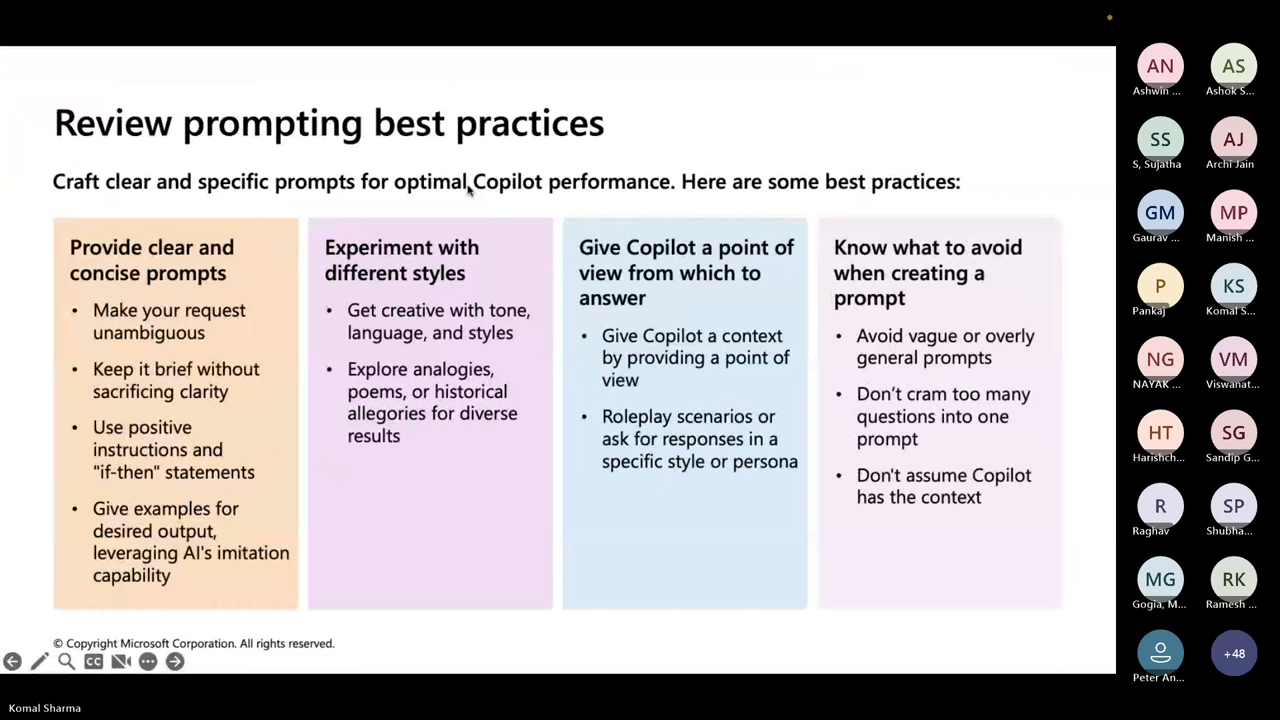 Review prompting best practices
Craft clear and specific prompts for optimal Copilot performance. Here are some best practices:
Provide clear and
concise prompts
• Make your request
unambiguous
• Keep it brief without
sacrificing clarity
• Use positive
instructions and
"if-then" statements
• Give examples for
desired output,
leveraging AI's imitation
capability
Experiment with
different styles
• Get creative with tone,
language, and styles
• Explore analogies,
poems, or historical
allegories for diverse
results
Give Copilot a point of
view from which to
answer
• Give Copilot a context
by providing a point of
view
• Roleplay scenarios or
ask for responses in a
specific style or persona
Know what to avoid
when creating a
prompt
• Avoid vague or overly
general prompts
• Don’t cram too many
questions into one
prompt
• Don't assume Copilot
has the context
© Copyright Microsoft Corporation. All rights reserved.
CC
Komal Sharma
AN
Ashwin ...
AS
Ashok S...
SS
S, Sujatha
AJ
Archi Jain
GM
Gaurav ...
MP
Manish ...
P
Pankaj
KS
Komal S...
NG
NAYAK ...
VM
Viswanat...
HT
Harishch...
SG
Sandip G...
R
Raghav
SP
Shubha...
MG
Gogia, M...
RK
Ramesh ...
Peter An...
+48